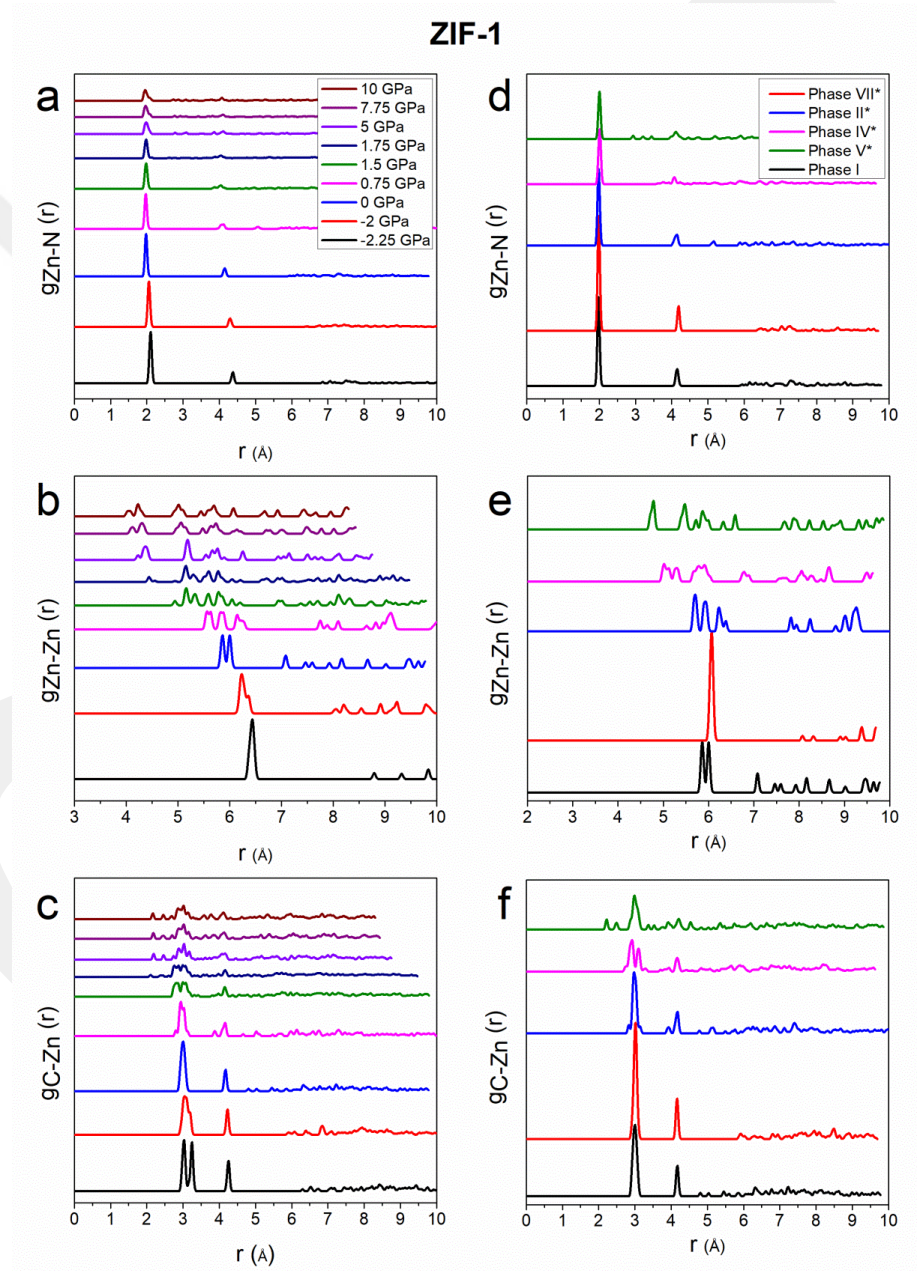 ZIF-1
a
gZn-N (r)
10 GPa
7.75 GPa
5 GPa
1.75 GPa
1.5 GPa
0.75 GPa
0 GPa
-2 GPa
-2.25 GPa
0 1 2 3 4 5 6 7 8 9 10
r (Å)
d
gZn-N (r)
Phase VII*
Phase II*
Phase IV*
Phase V*
Phase I
0 1 2 3 4 5 6 7 8 9 10
r (Å)
b
gZn-Zn (r)
3 4 5 6 7 8 9 10
r (Å)
e
gZn-Zn (r)
2 3 4 5 6 7 8 9 10
r (Å)
c
gC-Zn (r)
0 1 2 3 4 5 6 7 8 9 10
r (Å)
f
gC-Zn (r)
0 1 2 3 4 5 6 7 8 9 10
r (Å)